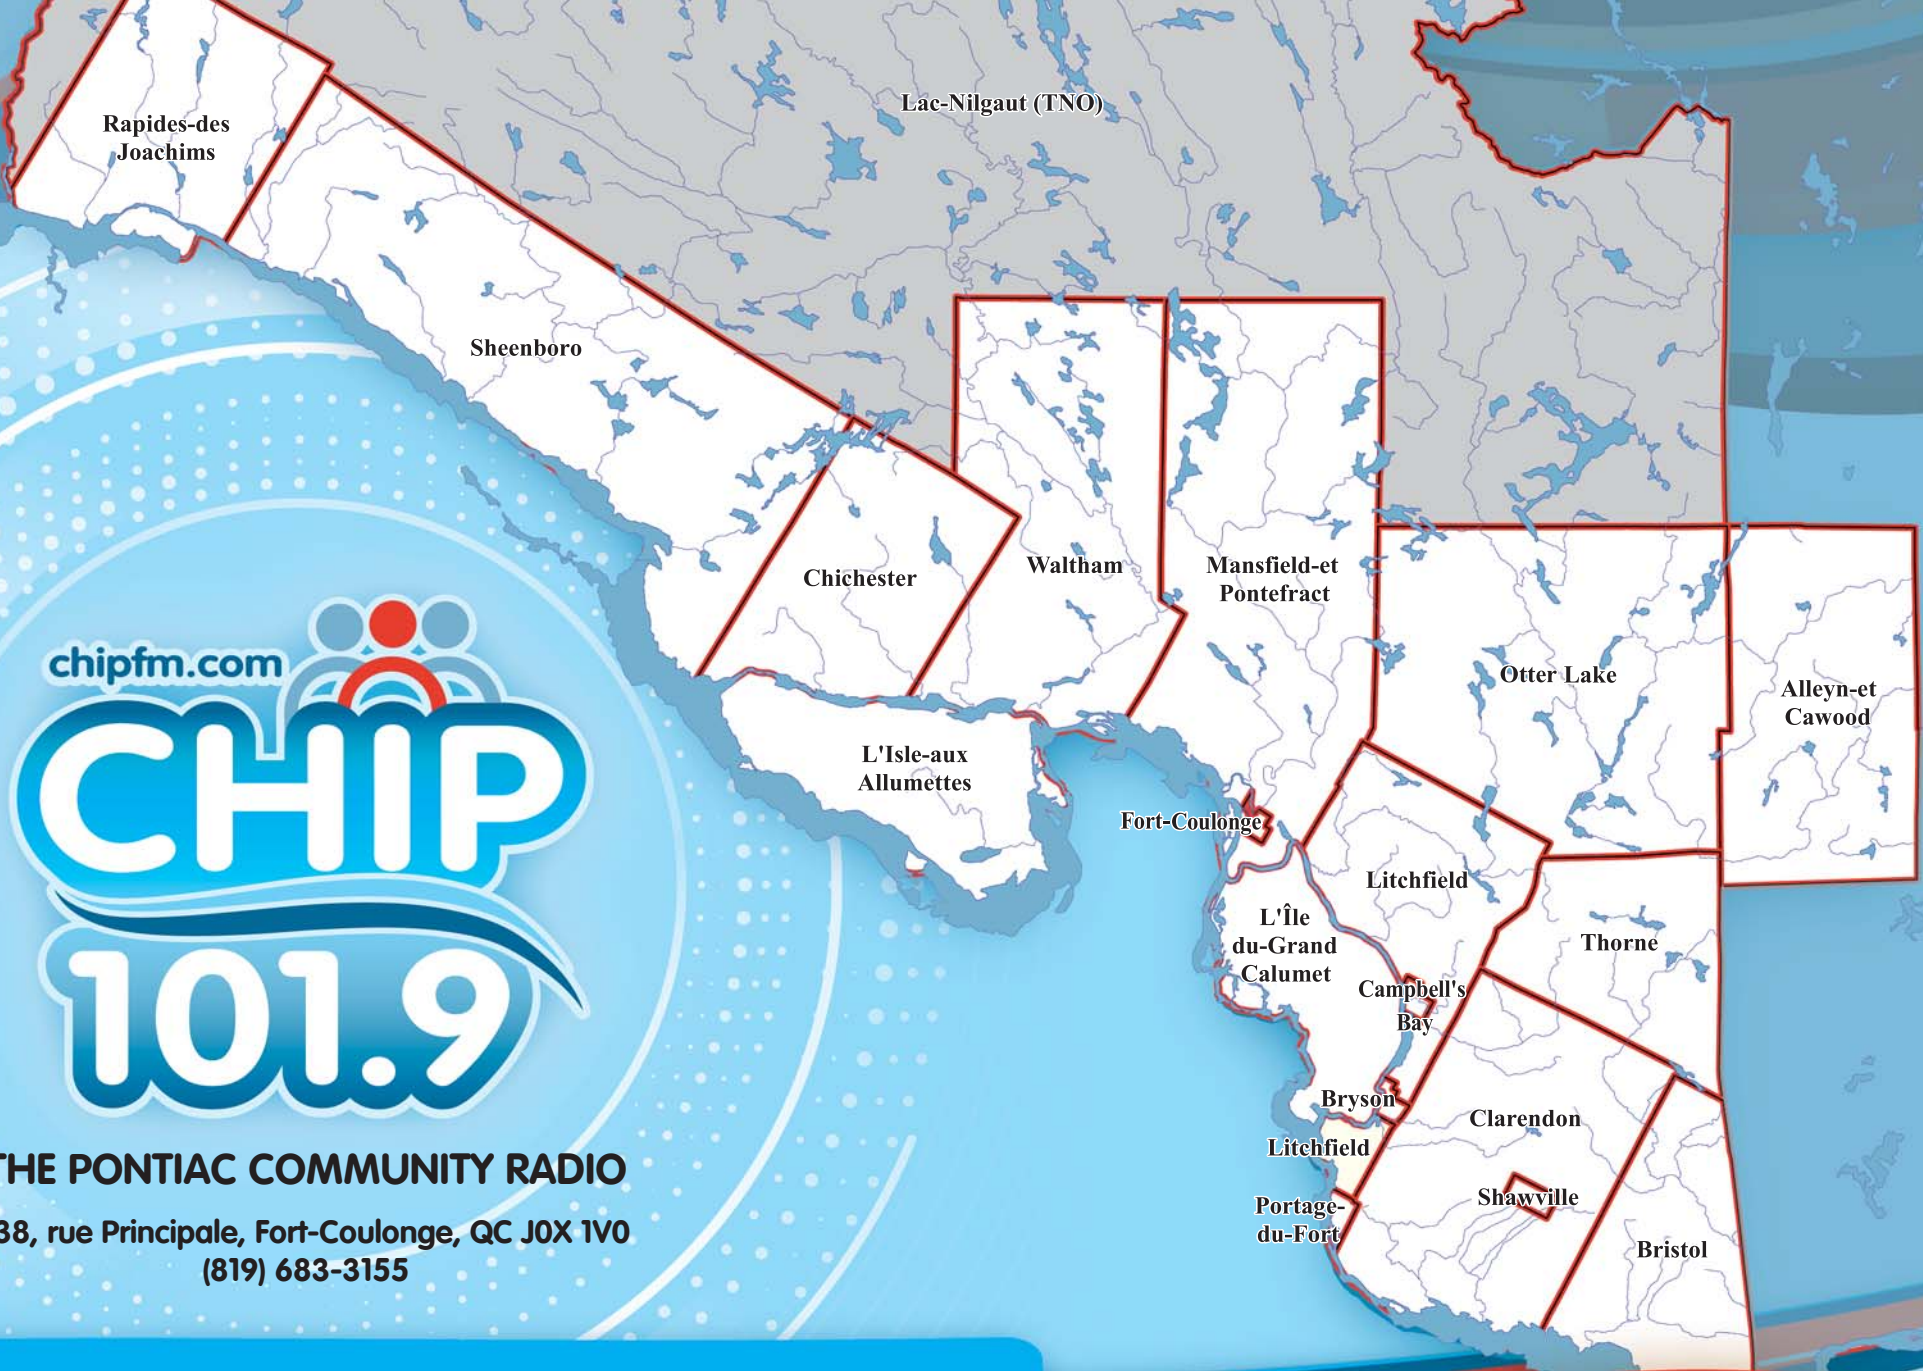 Lac-Nilgaut (TNO)
Rapides-des
Joachims
Sheenboro
Chichester
Waltham
Mansfield-et
Pontefract
Otter Lake
Alleyn-et
Cawood
L'Isle-aux
Allumettes
Fort-Coulonge
Litchfield
L'Île
du-Grand
Calumet
Thorne
Campbell's
Bay
Bryson
Clarendon
Litchfield
Shawville
Portage-
du-Fort
Bristol
chipfm.com
CHIP
101.9
THE PONTIAC COMMUNITY RADIO
38, rue Principale, Fort-Coulonge, QC J0X 1V0
(819) 683-3155